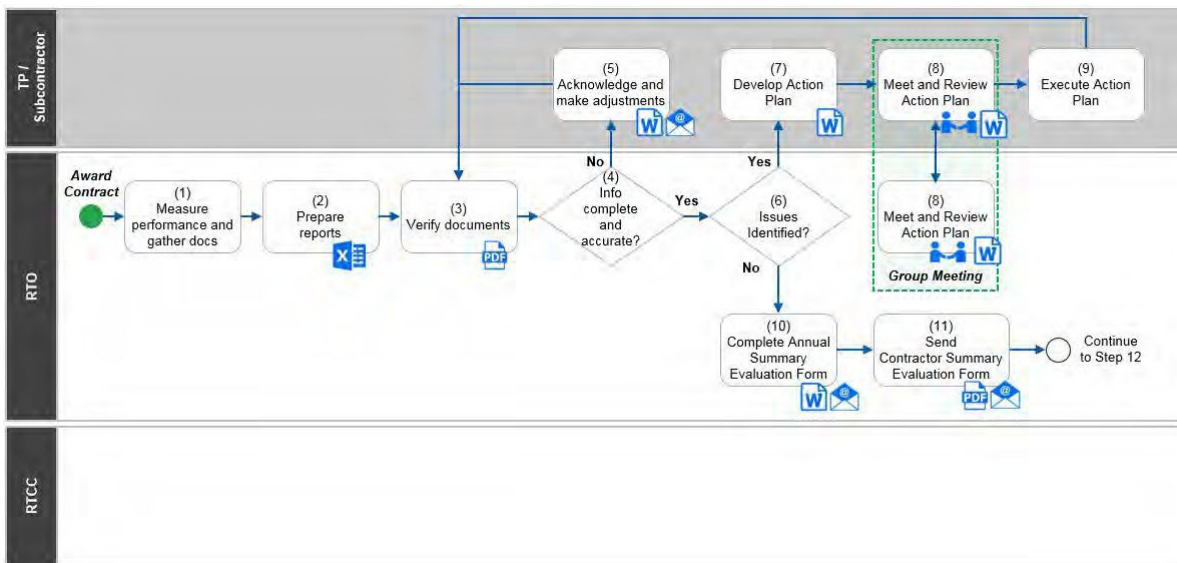 TP /
Subcontractor
(5)
Acknowledge and
make adjustments
W
@
(7)
Develop Action
Plan
W
(8)
Meet and Review
Action Plan
W
(9)
Execute Action
Plan
RTO
Award
Contract
(1)
Measure
performance and
gather docs
(2)
Prepare
reports
X
(3)
Verify documents
PDF
No
(4)
Info
complete
and
accurate?
Yes
Yes
(6)
Issues
Identified?
No
(8)
Meet and Review
Action Plan
W
Group Meeting
(10)
Complete Annual
Summary
Evaluation Form
W
@
(11)
Send
Contractor Summary
Evaluation Form
PDF
@
Continue
to Step 12
RTCC